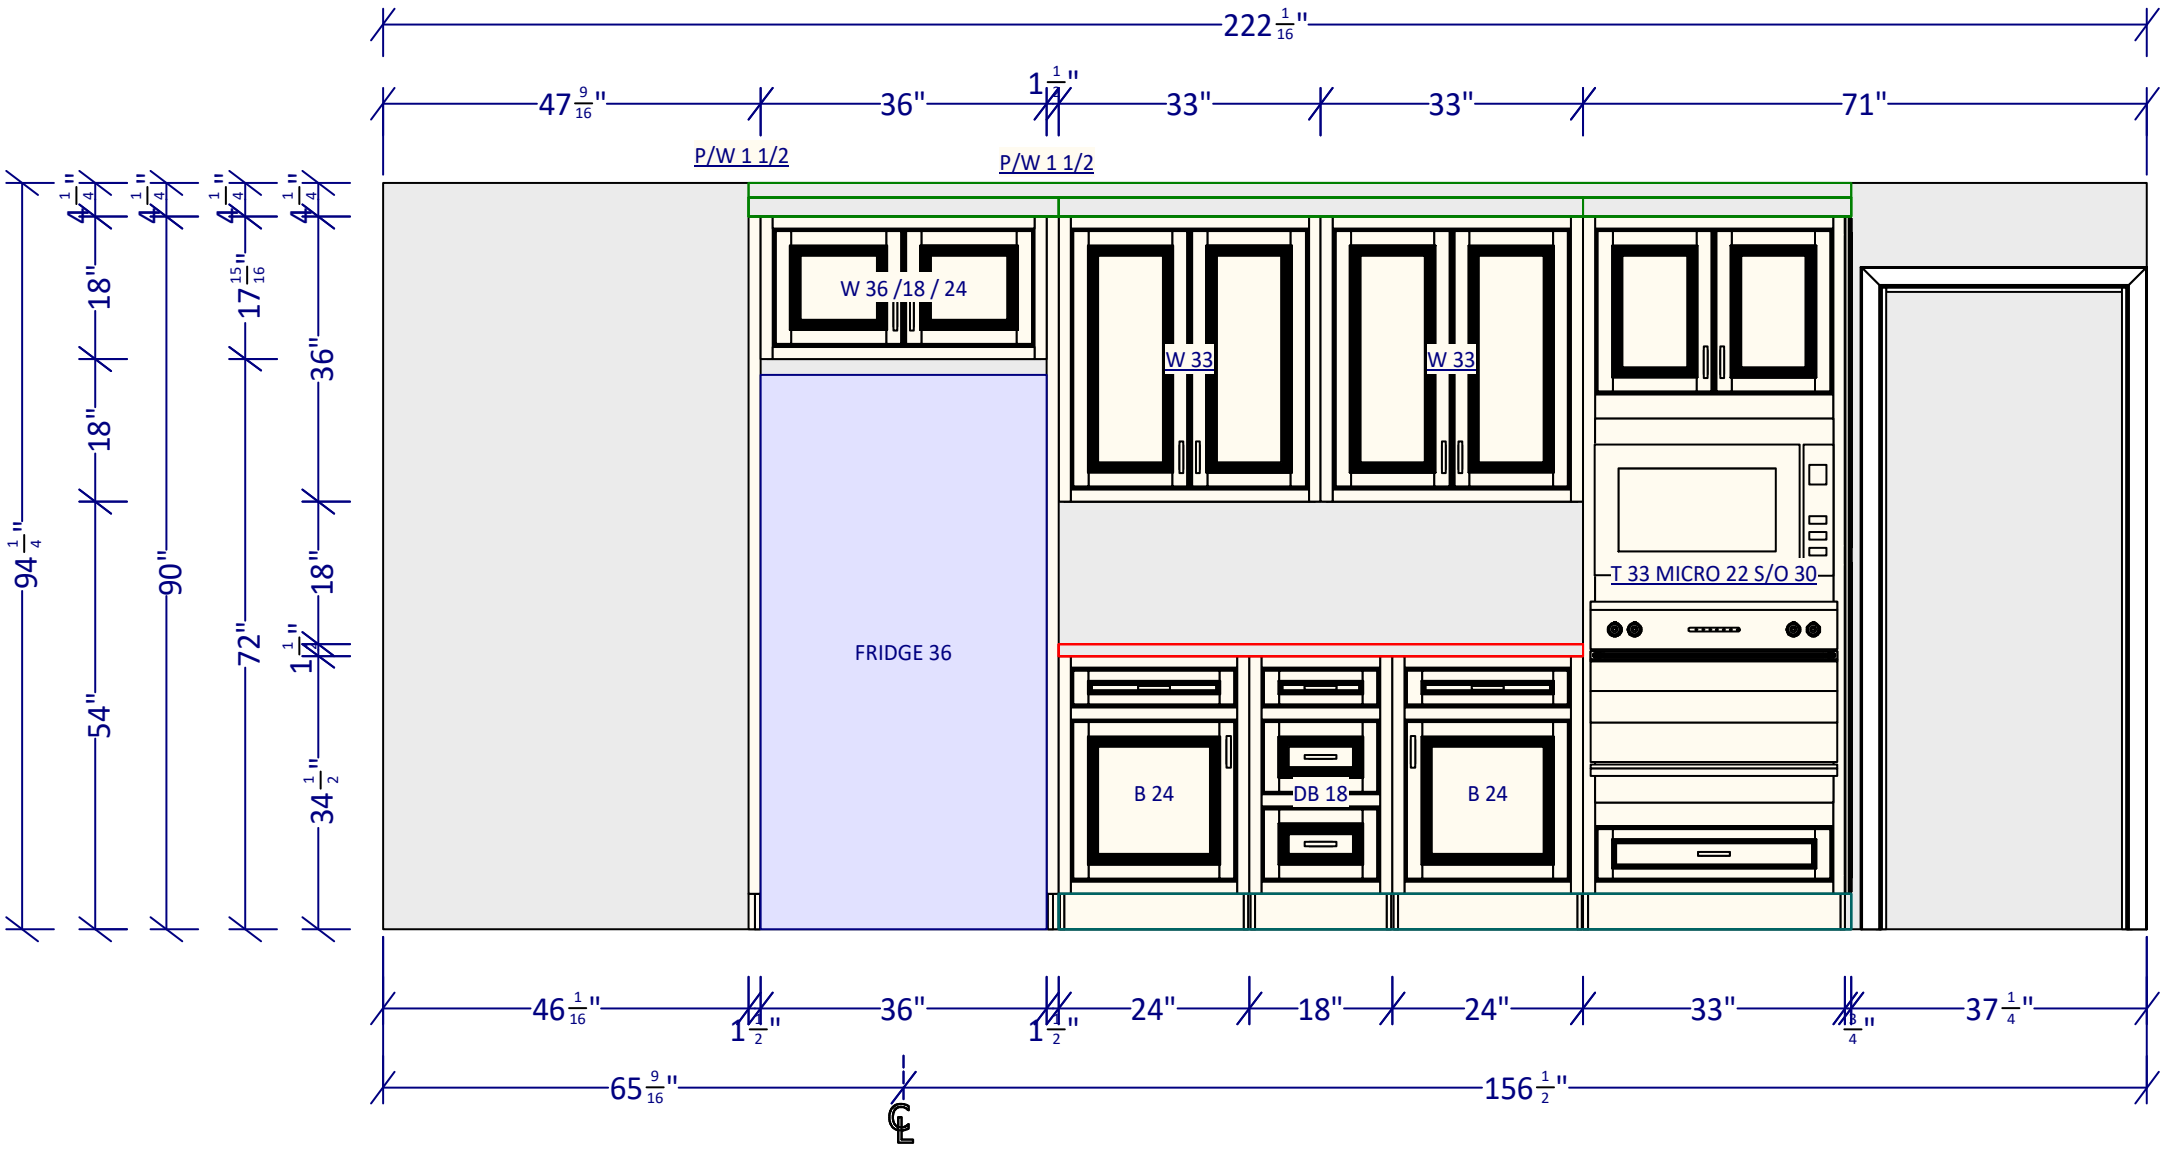 222 1/16"
47 9/16" 36" 1 1/2" 33" 33" 71"
P/W 1 1/2 P/W 1 1/2
4 1/4" 4 1/4" 4 1/4" 4 1/4"
18" 17 15/16" 36"
18"
94 1/4" 90" 72" 18"
1 1/4"
54" 34 1/2"
W 36 /18 / 24
W 33 W 33
T 33 MICRO 22 S/O 30
FRIDGE 36
B 24 DB 18 B 24
46 1/16" 1 1/2" 36" 1 1/2" 24" 18" 24" 33" 3/4" 37 1/4"
65 9/16" 156 1/2"
℄